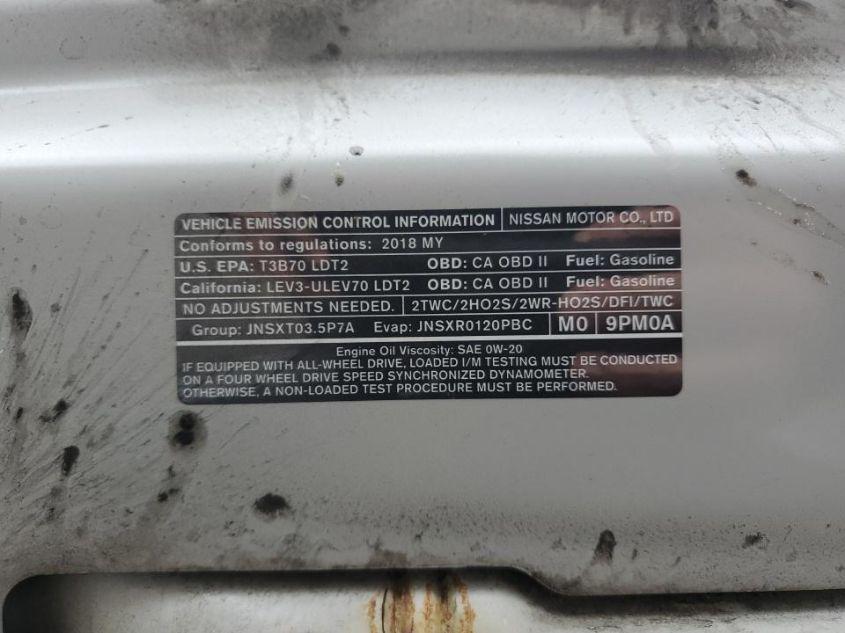 VEHICLE EMISSION CONTROL INFORMATION NISSAN MOTOR CO., LTD
Conforms to regulations: 2018 MY
U.S. EPA: T3B70 LDT2 OBD: CA OBD II Fuel: Gasoline
California: LEV3-ULEV70 LDT2 OBD: CA OBD II Fuel: Gasoline
NO ADJUSTMENTS NEEDED. 2TWC/2HO2S/2WR-HO2S/DFI/TWC
Group: JNSXT03.5P7A Evap: JNSXR0120PBC M0 9PM0A
Engine Oil Viscosity: SAE 0W-20
IF EQUIPPED WITH ALL-WHEEL DRIVE, LOADED I/M TESTING MUST BE CONDUCTED
ON A FOUR WHEEL DRIVE SPEED SYNCHRONIZED DYNAMOMETER.
OTHERWISE, A NON-LOADED TEST PROCEDURE MUST BE PERFORMED.